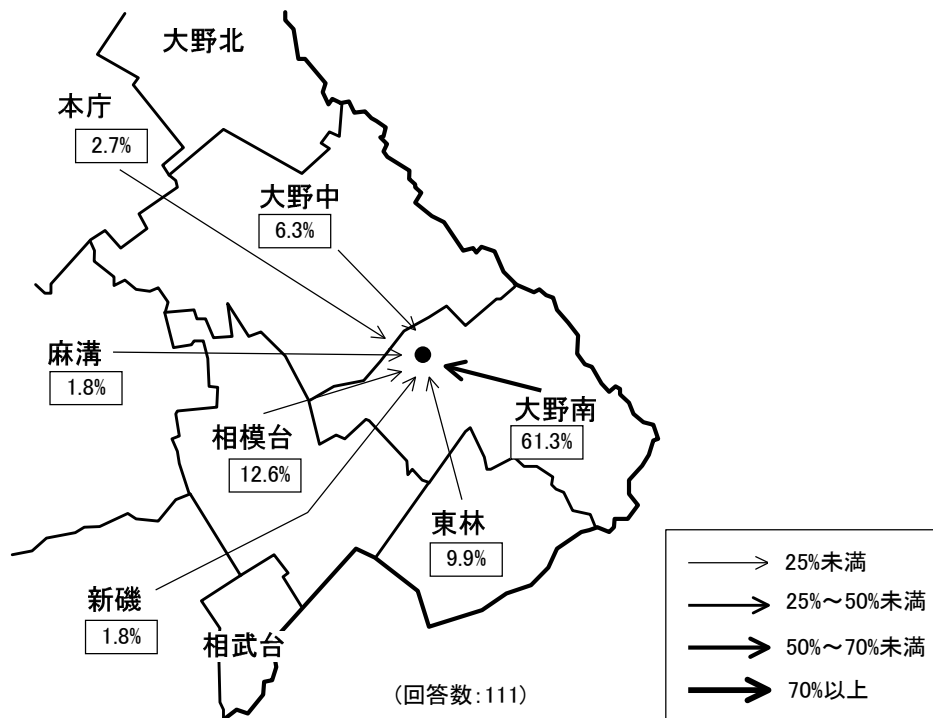 大野北
本庁
2.7%
大野中
6.3%
麻溝
1.8%
大野南
61.3%
相模台
12.6%
東林
9.9%
新磯
1.8%
相武台
(回答数:111)
25%未満
25%～50%未満
50%～70%未満
70%以上